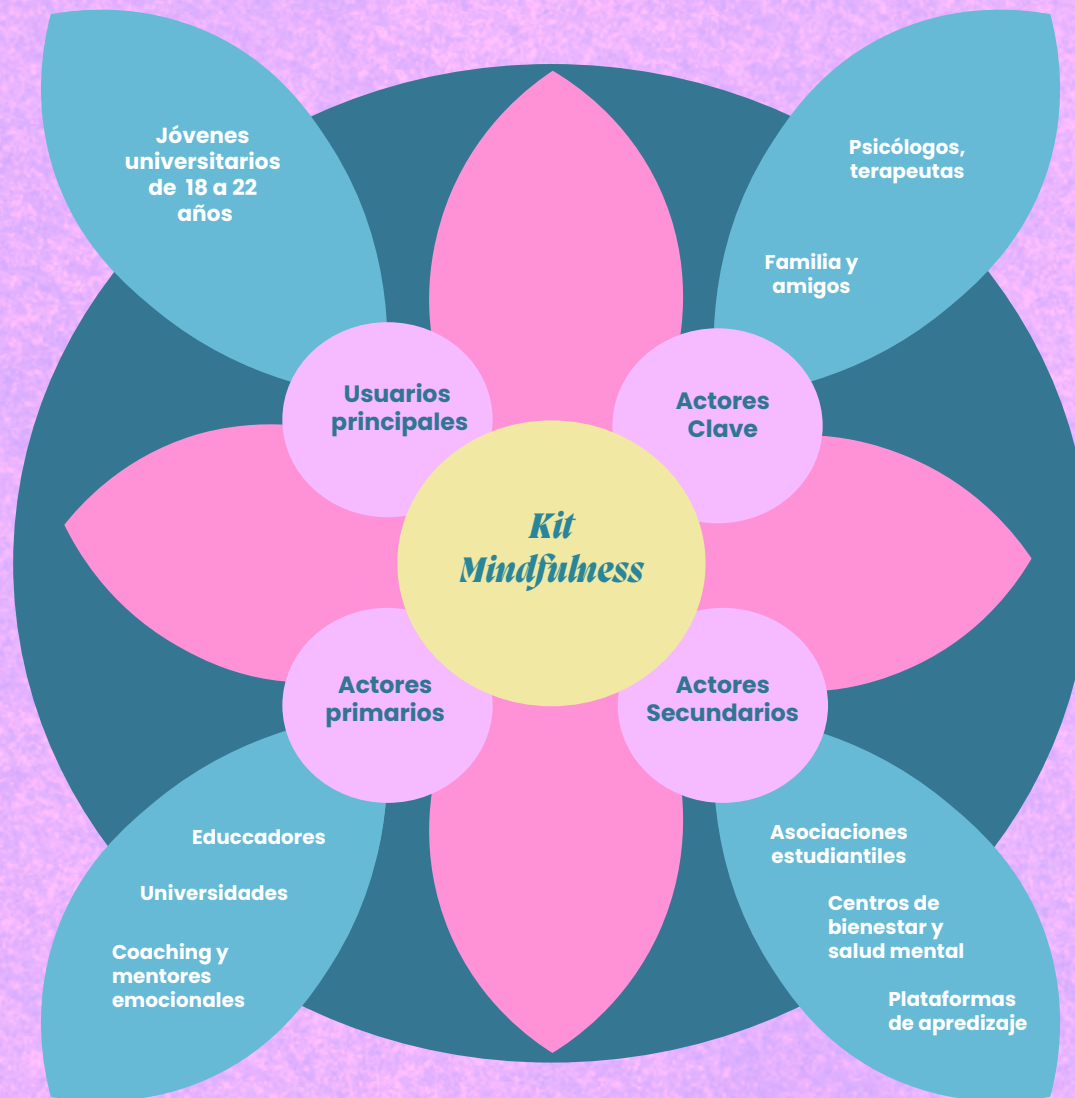 Jóvenes
universitarios
de 18 a 22
años
Psicólogos,
terapeutas
Familia y
amigos
Usuarios
principales
Actores
Clave
Kit
Mindfulness
Actores
primarios
Actores
Secundarios
Educcadores
Universidades
Coaching y
mentores
emocionales
Asociaciones
estudiantiles
Centros de
bienestar y
salud mental
Plataformas
de apredizaje